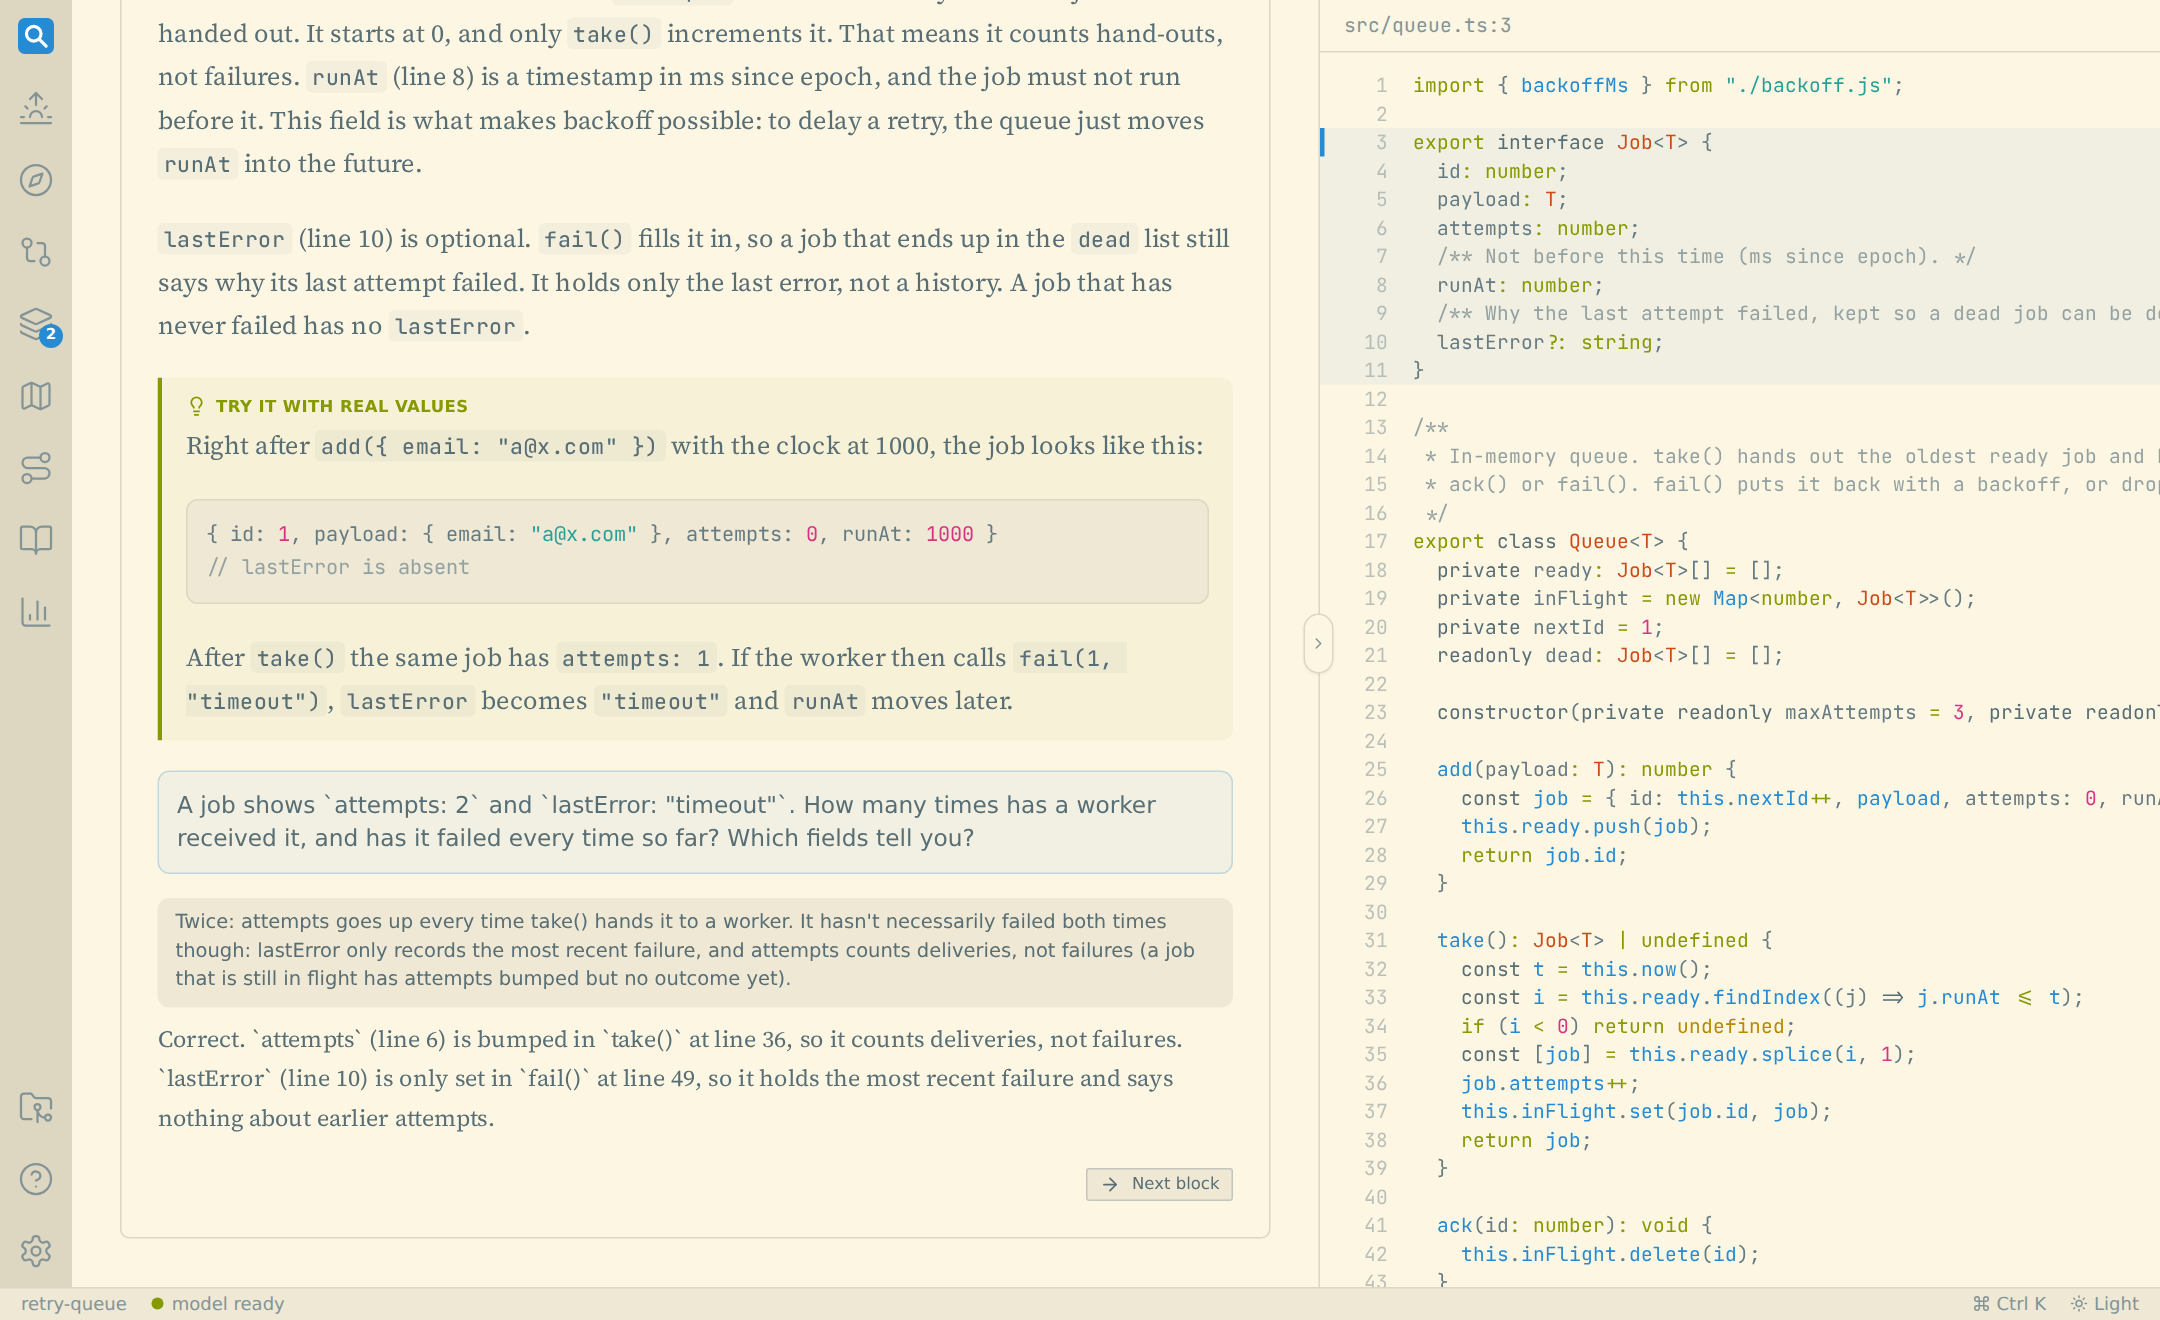 handed out. It starts at 0, and only take() increments it. That means it counts hand-outs,
not failures. runAt (line 8) is a timestamp in ms since epoch, and the job must not run
before it. This field is what makes backoff possible: to delay a retry, the queue just moves
runAt into the future.
lastError (line 10) is optional. fail() fills it in, so a job that ends up in the dead list still
says why its last attempt failed. It holds only the last error, not a history. A job that has
never failed has no lastError.
TRY IT WITH REAL VALUES
Right after add({ email: "a@x.com" }) with the clock at 1000, the job looks like this:
{ id: 1, payload: { email: "a@x.com" }, attempts: 0, runAt: 1000 }
// lastError is absent
After take() the same job has attempts: 1. If the worker then calls fail(1,
"timeout"), lastError becomes "timeout" and runAt moves later.
A job shows `attempts: 2` and `lastError: "timeout"`. How many times has a worker
received it, and has it failed every time so far? Which fields tell you?
Twice: attempts goes up every time take() hands it to a worker. It hasn't necessarily failed both times
though: lastError only records the most recent failure, and attempts counts deliveries, not failures (a job
that is still in flight has attempts bumped but no outcome yet).
Correct. `attempts` (line 6) is bumped in `take()` at line 36, so it counts deliveries, not failures.
`lastError` (line 10) is only set in `fail()` at line 49, so it holds the most recent failure and says
nothing about earlier attempts.
Next block
src/queue.ts:3
1 import { backoffMs } from "./backoff.js";
2
3 export interface Job<T> {
4 id: number;
5 payload: T;
6 attempts: number;
7 /** Not before this time (ms since epoch). */
8 runAt: number;
9 /** Why the last attempt failed, kept so a dead job can be
10 lastError?: string;
11 }
12
13 /**
14 * In-memory queue. take() hands out the oldest ready job and
15 * ack() or fail(). fail() puts it back with a backoff, or
16 */
17 export class Queue<T> {
18 private ready: Job<T>[] = [];
19 private inFlight = new Map<number, Job<T>>();
20 private nextId = 1;
21 readonly dead: Job<T>[] = [];
22
23 constructor(private readonly maxAttempts = 3, private
24
25 add(payload: T): number {
26 const job = { id: this.nextId++, payload, attempts: 0,
27 this.ready.push(job);
28 return job.id;
29 }
30
31 take(): Job<T> | undefined {
32 const t = this.now();
33 const i = this.ready.findIndex((j) => j.runAt <= t);
34 if (i < 0) return undefined;
35 const [job] = this.ready.splice(i, 1);
36 job.attempts++;
37 this.inFlight.set(job.id, job);
38 return job;
39 }
40
41 ack(id: number): void {
42 this.inFlight.delete(id);
43 }
2
retry-queue
model ready
⌘ Ctrl K
Light